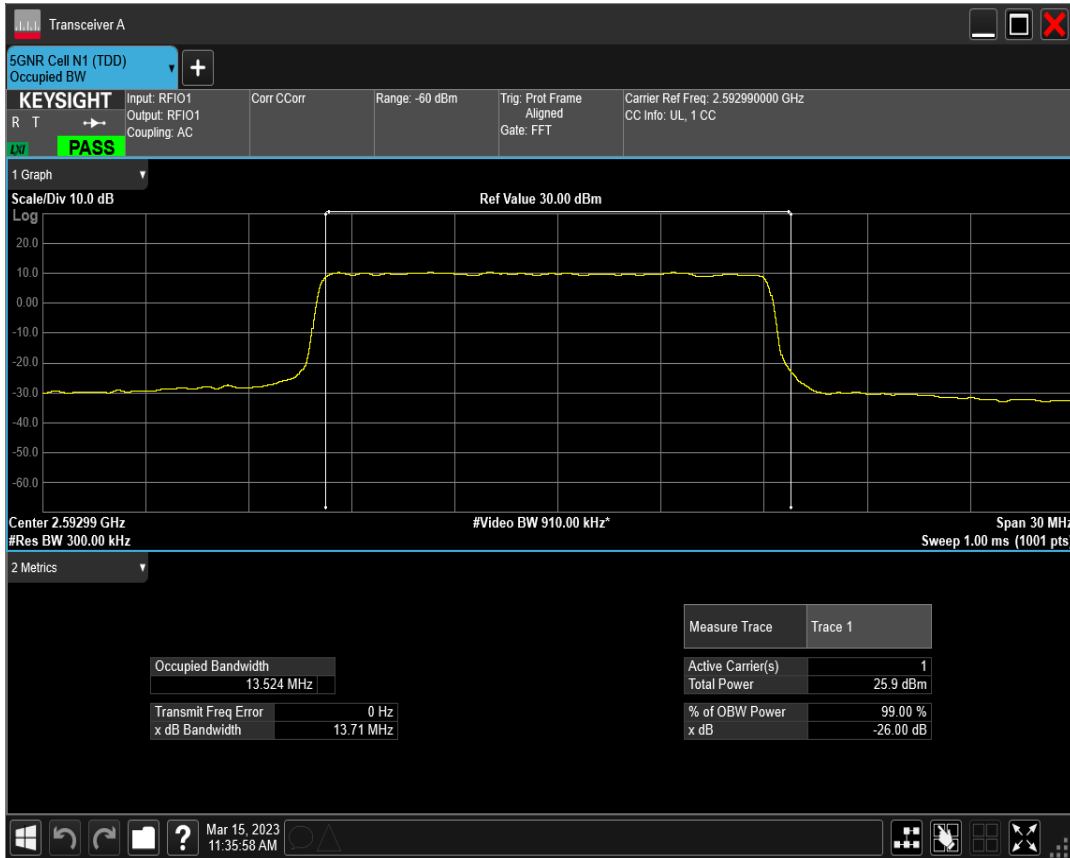 Transceiver A
5GNR Cell N1 (TDD)
Occupied BW
+
KEYSIGHT
R T
LXI
PASS
Input: RFIO1
Output: RFIO1
Coupling: AC
Corr CCorr
Range: -60 dBm
Trig: Prot Frame
Aligned
Gate: FFT
Carrier Ref Freq: 2.592990000 GHz
CC Info: UL, 1 CC
1 Graph
Scale/Div 10.0 dB
Ref Value 30.00 dBm
Log
20.0
10.0
0.00
-10.0
-20.0
-30.0
-40.0
-50.0
-60.0
Center 2.59299 GHz
#Video BW 910.00 kHz*
Span 30 MHz
#Res BW 300.00 kHz
Sweep 1.00 ms (1001 pts)
2 Metrics
Measure Trace Trace 1
Occupied Bandwidth
13.524 MHz
Active Carrier(s) 1
Total Power 25.9 dBm
Transmit Freq Error 0 Hz
x dB Bandwidth 13.71 MHz
% of OBW Power 99.00 %
x dB -26.00 dB
?
Mar 15, 2023
11:35:58 AM